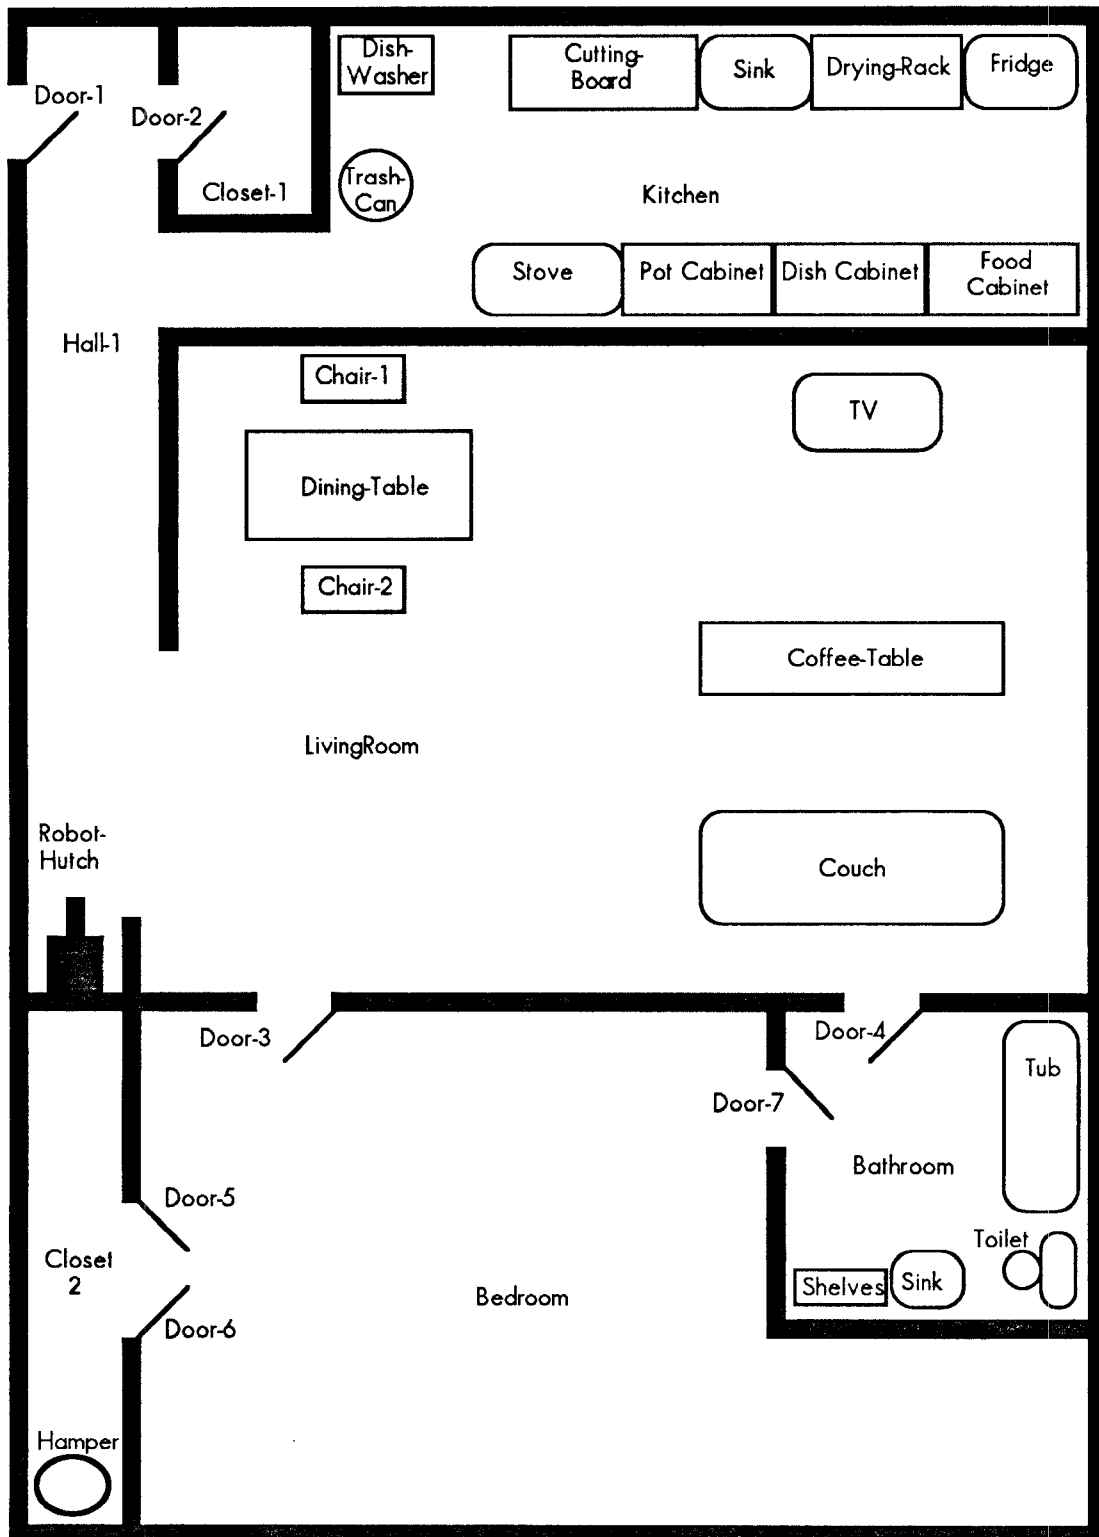 Dish-
Washer
Cutting-
Board
Sink
Drying-Rack
Fridge
Door-1
Door-2
Closet-1
Trash-
Can
Kitchen
Stove
Pot Cabinet
Dish Cabinet
Food
Cabinet
Hall-1
Chair-1
TV
Dining-Table
Chair-2
Coffee-Table
LivingRoom
Robot-
Hutch
Couch
Door-3
Door-4
Tub
Door-7
Bathroom
Door-5
Closet
2
Toilet
Shelves
Sink
Bedroom
Door-6
Hamper